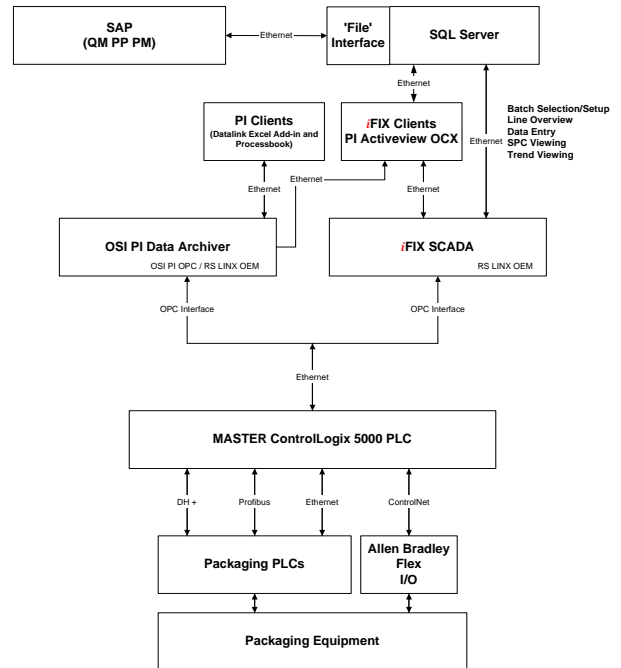 SAP
(QM PP PM)
Ethernet
'File'
Interface
SQL Server
Ethernet
PI Clients
(Datalink Excel Add-in and
Processbook)
iFIX Clients
PI Activeview OCX
Ethernet
Batch Selection/Setup
Line Overview
Data Entry
SPC Viewing
Trend Viewing
Ethernet
Ethernet
Ethernet
OSI PI Data Archiver
OSI PI OPC / RS LINX OEM
iFIX SCADA
RS LINX OEM
OPC Interface
OPC Interface
Ethernet
MASTER ControlLogix 5000 PLC
DH +
Profibus
Ethernet
ControlNet
Packaging PLCs
Allen Bradley
Flex
I/O
Packaging Equipment